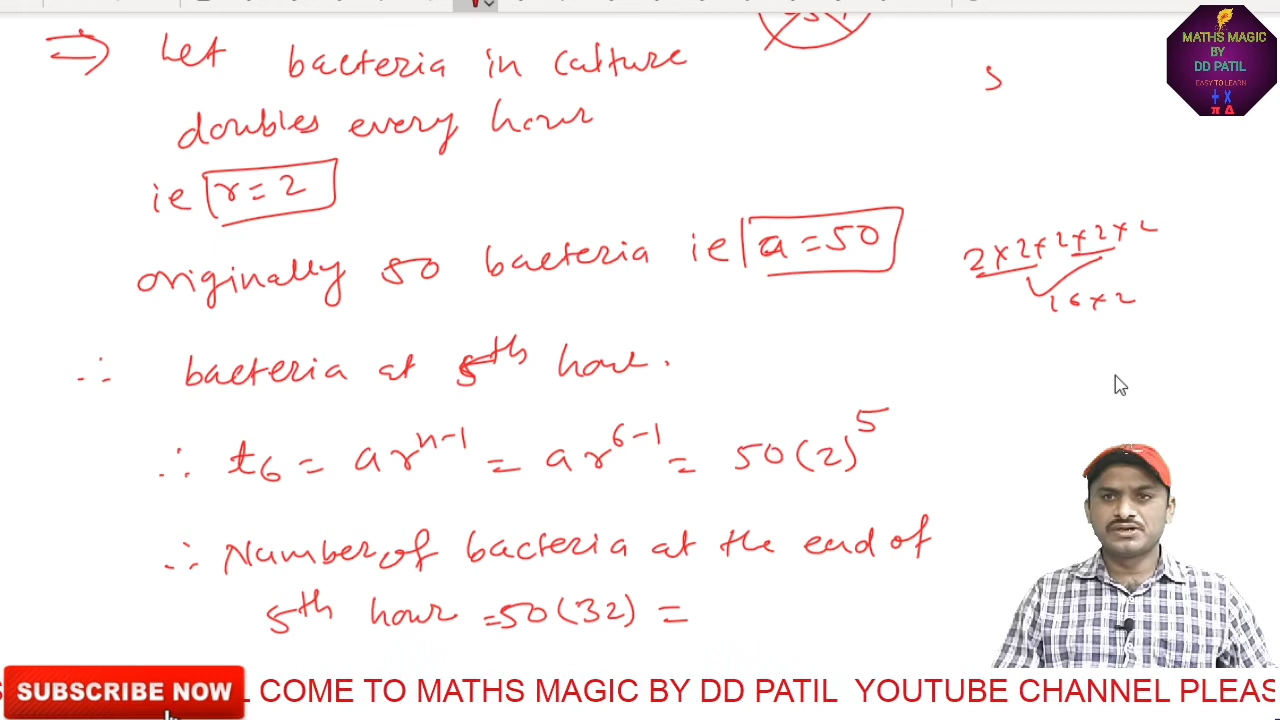 MATHS MAGIC
BY
DD PATIL
EASY TO LEARN
+ X
π Δ
⇒ Let bacteria in calture
doubles every hour
ie r = 2
originally 50 bacteria ie a = 50
2×2×2×2×2
16×2
∴ bacteria at 5th hour.
∴ t6 = ar^n-1 = ar^6-1 = 50(2)^5
∴ Number of bacteria at the end of
5th hour = 50(32) =
SUBSCRIBE NOW
COME TO MATHS MAGIC BY DD PATIL YOUTUBE CHANNEL PLEAS